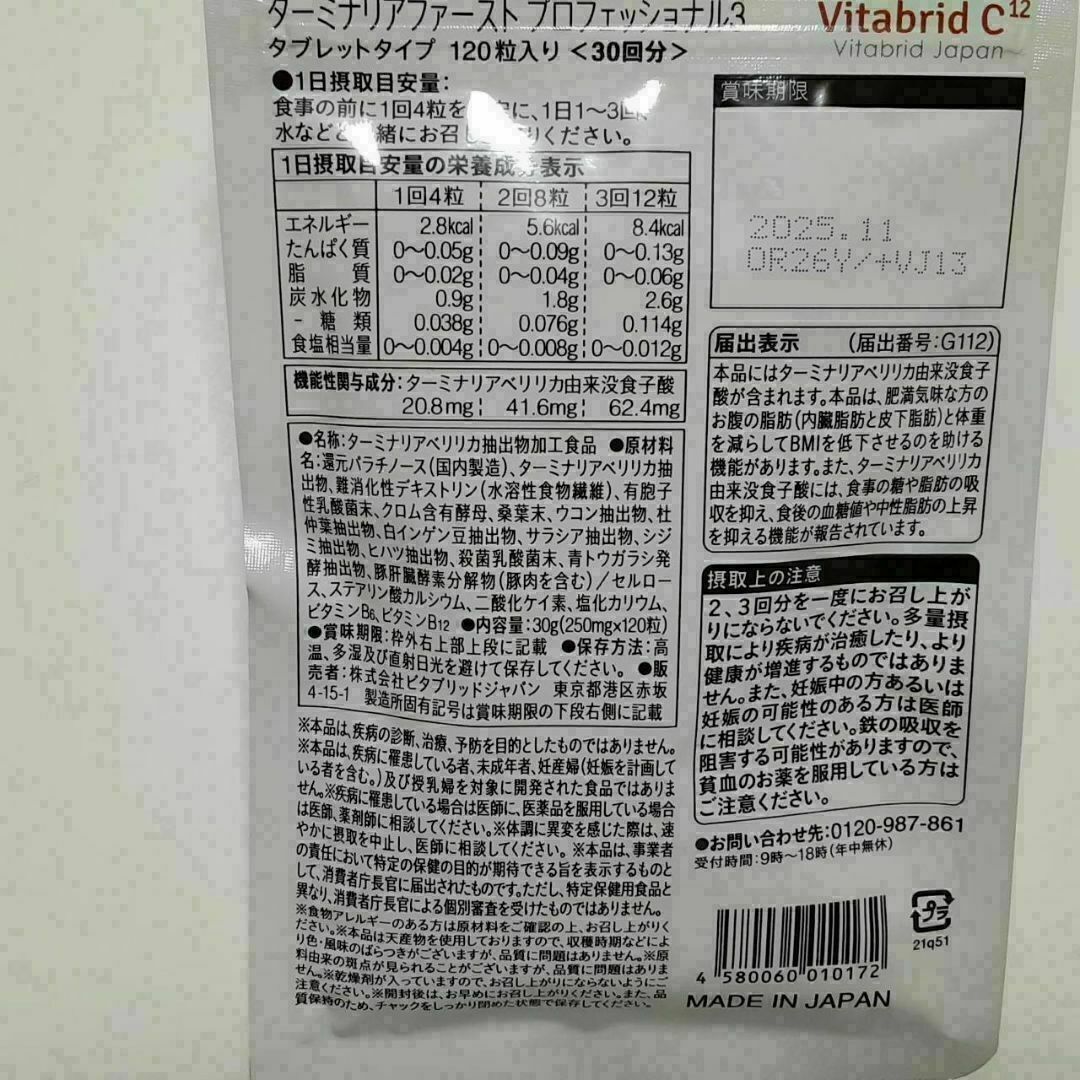 ターミナリアファースト プロフェッショナル3
タブレットタイプ 120粒入り <30回分>
●1日摂取目安量:
食事の前に1回4粒を に、1日1〜3回
水などと 緒にお召し りください。
1日摂取目安量の栄養成分表示
1回4粒 2回8粒 3回12粒
エネルギー 2.8kcal 5.6kcal 8.4kcal
たんぱく質 0〜0.05g 0〜0.09g 0〜0.13g
脂質 0〜0.02g 0〜0.04g 0〜0.06g
炭水化物 0.9g 1.8g 2.6g
- 糖類 0.038g 0.076g 0.114g
食塩相当量 0〜0.004g 0〜0.008g 0〜0.012g
機能性関与成分:ターミナリアベリリカ由来没食子酸
20.8mg 41.6mg 62.4mg
●名称:ターミナリアベリリカ抽出物加工食品 ●原材料
名:還元パラチノース(国内製造)、ターミナリアベリリカ抽
出物、難消化性デキストリン(水溶性食物繊維)、有胞子
性乳酸菌末、クロム含有酵母、桑葉末、ウコン抽出物、杜
仲葉抽出物、白インゲン豆抽出物、サラシア抽出物、シジ
ミ抽出物、ヒハツ抽出物、殺菌乳酸菌末、青トウガラシ発
酵抽出物、豚肝臓酵素分解物(豚肉を含む)/セルロー
ス、ステアリン酸カルシウム、二酸化ケイ素、塩化カリウム、
ビタミンB6、ビタミンB12 ●内容量:30g(250mg×120粒)
●賞味期限:枠外右上部上段に記載 ●保存方法:高
温、多湿及び直射日光を避けて保存してください。 ●販
売者:株式会社ビタブリッドジャパン 東京都港区赤坂
4-15-1 製造所固有記号は賞味期限の下段右側に記載
※本品は、疾病の診断、治療、予防を目的としたものではありません。
※本品は、疾病に罹患している者、未成年者、妊産婦(妊娠を計画して
いる者を含む。)及び授乳婦を対象に開発された食品ではありま
せん。※疾病に罹患している場合は医師に、医薬品を服用している場合
は医師、薬剤師に相談してください。※体調に異変を感じた際は、速
やかに摂取を中止し、医師に相談してください。※本品は、事業者
の責任において特定の保健の目的が期待できる旨を表示するものと
して、消費者庁長官に届出されたものです。ただし、特定保健用食品と
異なり、消費者庁長官による個別審査を受けたものではありません。
※食物アレルギーのある方は原材料をご確認の上、お召し上がりく
ださい。※本品は天産物を使用しておりますので、収穫時期などによ
り色・風味のばらつきがございますが、品質に問題はありません。※原
料由来の斑点が見られることがございますが、品質に問題はありま
せん。※乾燥剤が入っていますので、お召し上がりにならないようにご
注意ください。※開封後は、お早めにお召し上がりください。また、品
質保持のため、チャックをしっかり閉めた状態で保存してください。
Vitabrid C12
Vitabrid Japan
賞味期限
2025.11
OR26Y/+VJ13
届出表示 (届出番号:G112)
本品にはターミナリアベリリカ由来没食子
酸が含まれます。本品は、肥満気味な方の
お腹の脂肪(内臓脂肪と皮下脂肪)と体重
を減らしてBMIを低下させるのを助ける
機能があります。また、ターミナリアベリリカ
由来没食子酸には、食事の糖や脂肪の吸
収を抑え、食後の血糖値や中性脂肪の上昇
を抑える機能が報告されています。
摂取上の注意
2、3回分を一度にお召し上が
りにならないでください。多量摂
取により疾病が治癒したり、より
健康が増進するものではありま
せん。また、妊娠中の方あるいは
妊娠の可能性のある方は医師
に相談してください。鉄の吸収を
阻害する可能性がありますので、
貧血のお薬を服用している方は
ご注意ください。
●お問い合わせ先:0120-987-861
受付時間:9時〜18時(年中無休)
プラ
21q51
4 580060 010172
MADE IN JAPAN